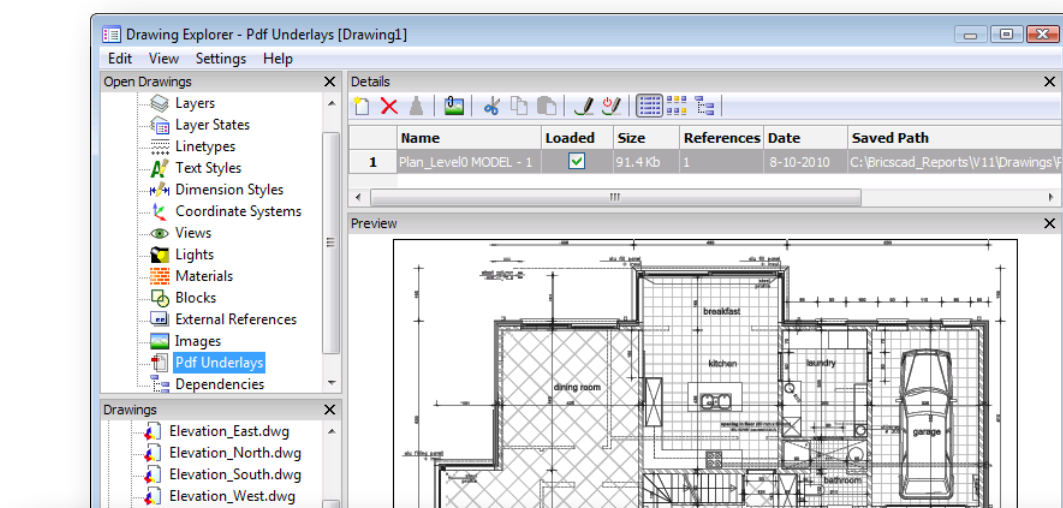 Drawing Explorer - Pdf Underlays [Drawing1]
Edit View Settings Help
Open Drawings
Layers
Layer States
Linetypes
Text Styles
Dimension Styles
Coordinate Systems
Views
Lights
Materials
Blocks
External References
Images
Pdf Underlays
Dependencies
Drawings
Elevation_East.dwg
Elevation_North.dwg
Elevation_South.dwg
Elevation_West.dwg
Details
Name Loaded Size References Date Saved Path
1 Plan_Level0 MODEL - 1 91.4 Kb 1 8-10-2010 C:\Bricscad_Reports\V11\Drawings\
Preview
breakfast
kitchen
laundry
dining room
garage
bathroom